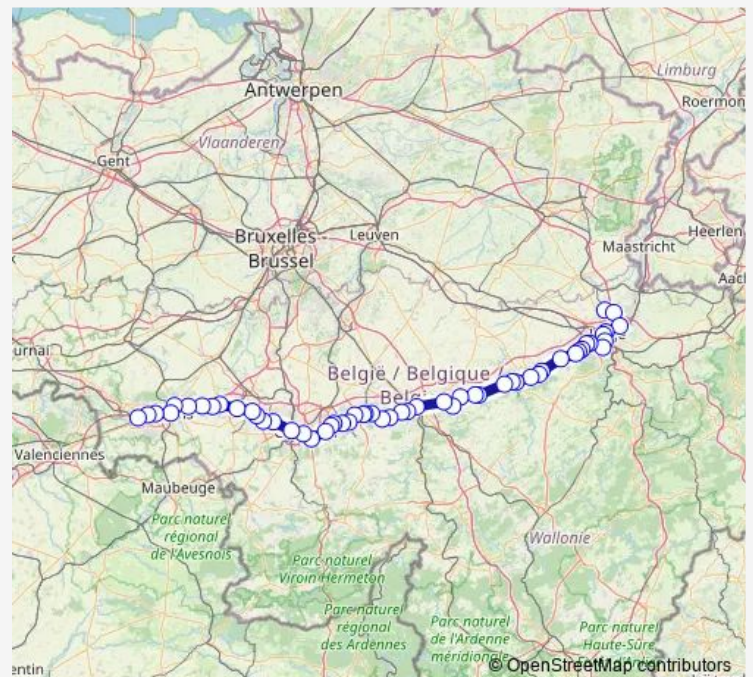 Limburg
Antwerpen
Roermon
Vlaanderen
Gent
Bruxelles -
Brussel
Leuven
Heerlen
Maastricht
Aac
urnai
België / Belgique /
Belgi
Valenciennes
Maubeuge
Parc naturel
régional
de l'Avesnois
Wallonie
Parc naturel
Viroin Hermeton
Parc naturel
régional
des Ardennes
Parc naturel
de l'Ardenne
méridionale
Parc naturel
Haute-Sûre
entin
© OpenStreetMap contributors